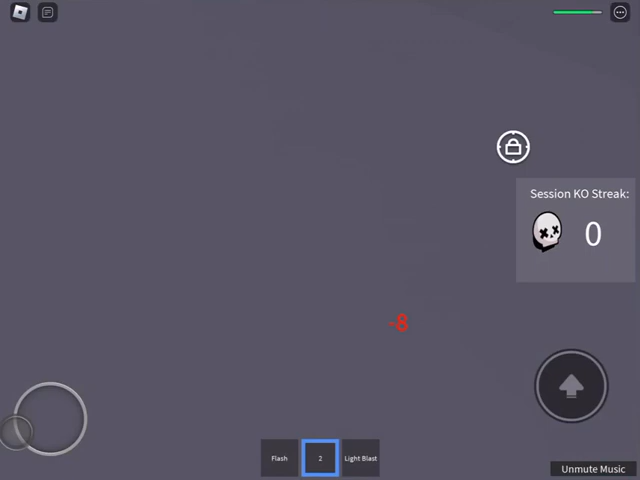 Session KO Streak:
0
-8
Flash
2
Light Blast
Unmute Music